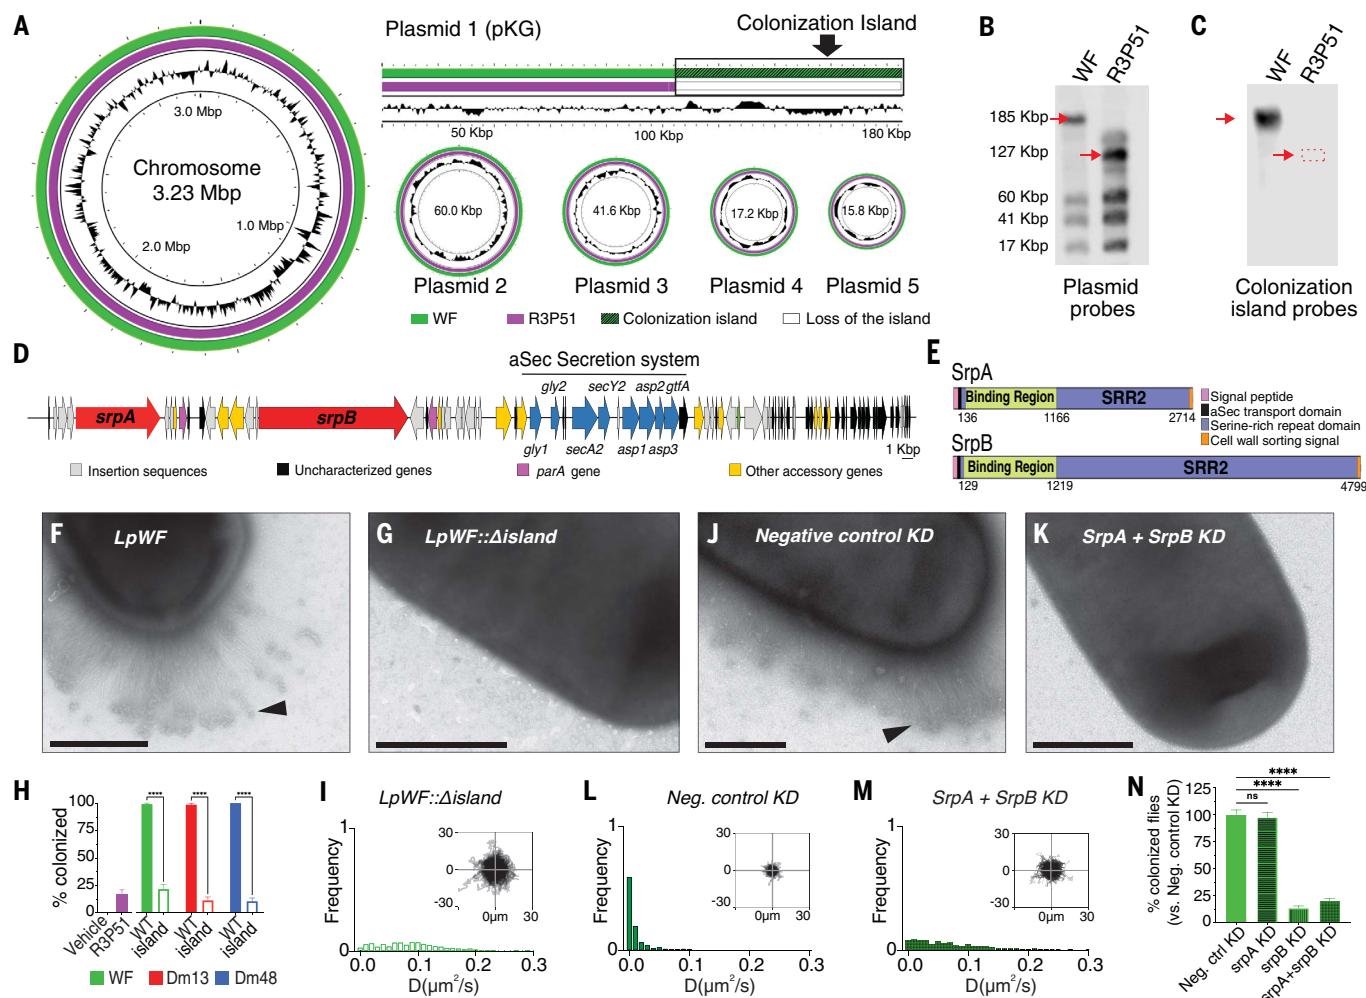 A
Chromosome
3.23 Mbp
3.0 Mbp
1.0 Mbp
2.0 Mbp
Plasmid 1 (pKG)
Colonization Island
50 Kbp
100 Kbp
180 Kbp
60.0 Kbp
41.6 Kbp
17.2 Kbp
15.8 Kbp
Plasmid 2
Plasmid 3
Plasmid 4
Plasmid 5
WF
R3P51
Colonization island
Loss of the island
B
WF
R3P51
185 Kbp
127 Kbp
60 Kbp
41 Kbp
17 Kbp
Plasmid
probes
C
WF
R3P51
Colonization
island probes
D
aSec Secretion system
gly2
secY2
asp2
gtfA
srpA
srpB
gly1
secA2
asp1
asp3
1 Kbp
Insertion sequences
Uncharacterized genes
parA gene
Other accessory genes
E
SrpA
Binding Region
SRR2
136
1166
2714
SrpB
Binding Region
SRR2
129
1219
4799
Signal peptide
aSec transport domain
Serine-rich repeat domain
Cell wall sorting signal
F
LpWF
G
LpWF::Δisland
J
Negative control KD
K
SrpA + SrpB KD
H
% colonized
100
75
50
25
0
****
****
****
Vehicle
R3P51
WT
island
WT
island
WT
island
WF
Dm13
Dm48
I
LpWF::Δisland
Frequency
1
0
0.0
0.1
0.2
0.3
D(μm²/s)
30
0
-30
0μm
30
L
Neg. control KD
Frequency
1
0
0.0
0.1
0.2
0.3
D(μm²/s)
30
0
-30
0μm
30
M
SrpA + SrpB KD
Frequency
1
0
0.0
0.1
0.2
0.3
D(μm²/s)
30
0
-30
0μm
30
N
% colonized flies
(vs. Neg. control KD)
125
100
75
50
25
0
****
****
ns
Neg. ctrl KD
srpA KD
srpB KD
srpA+srpB KD